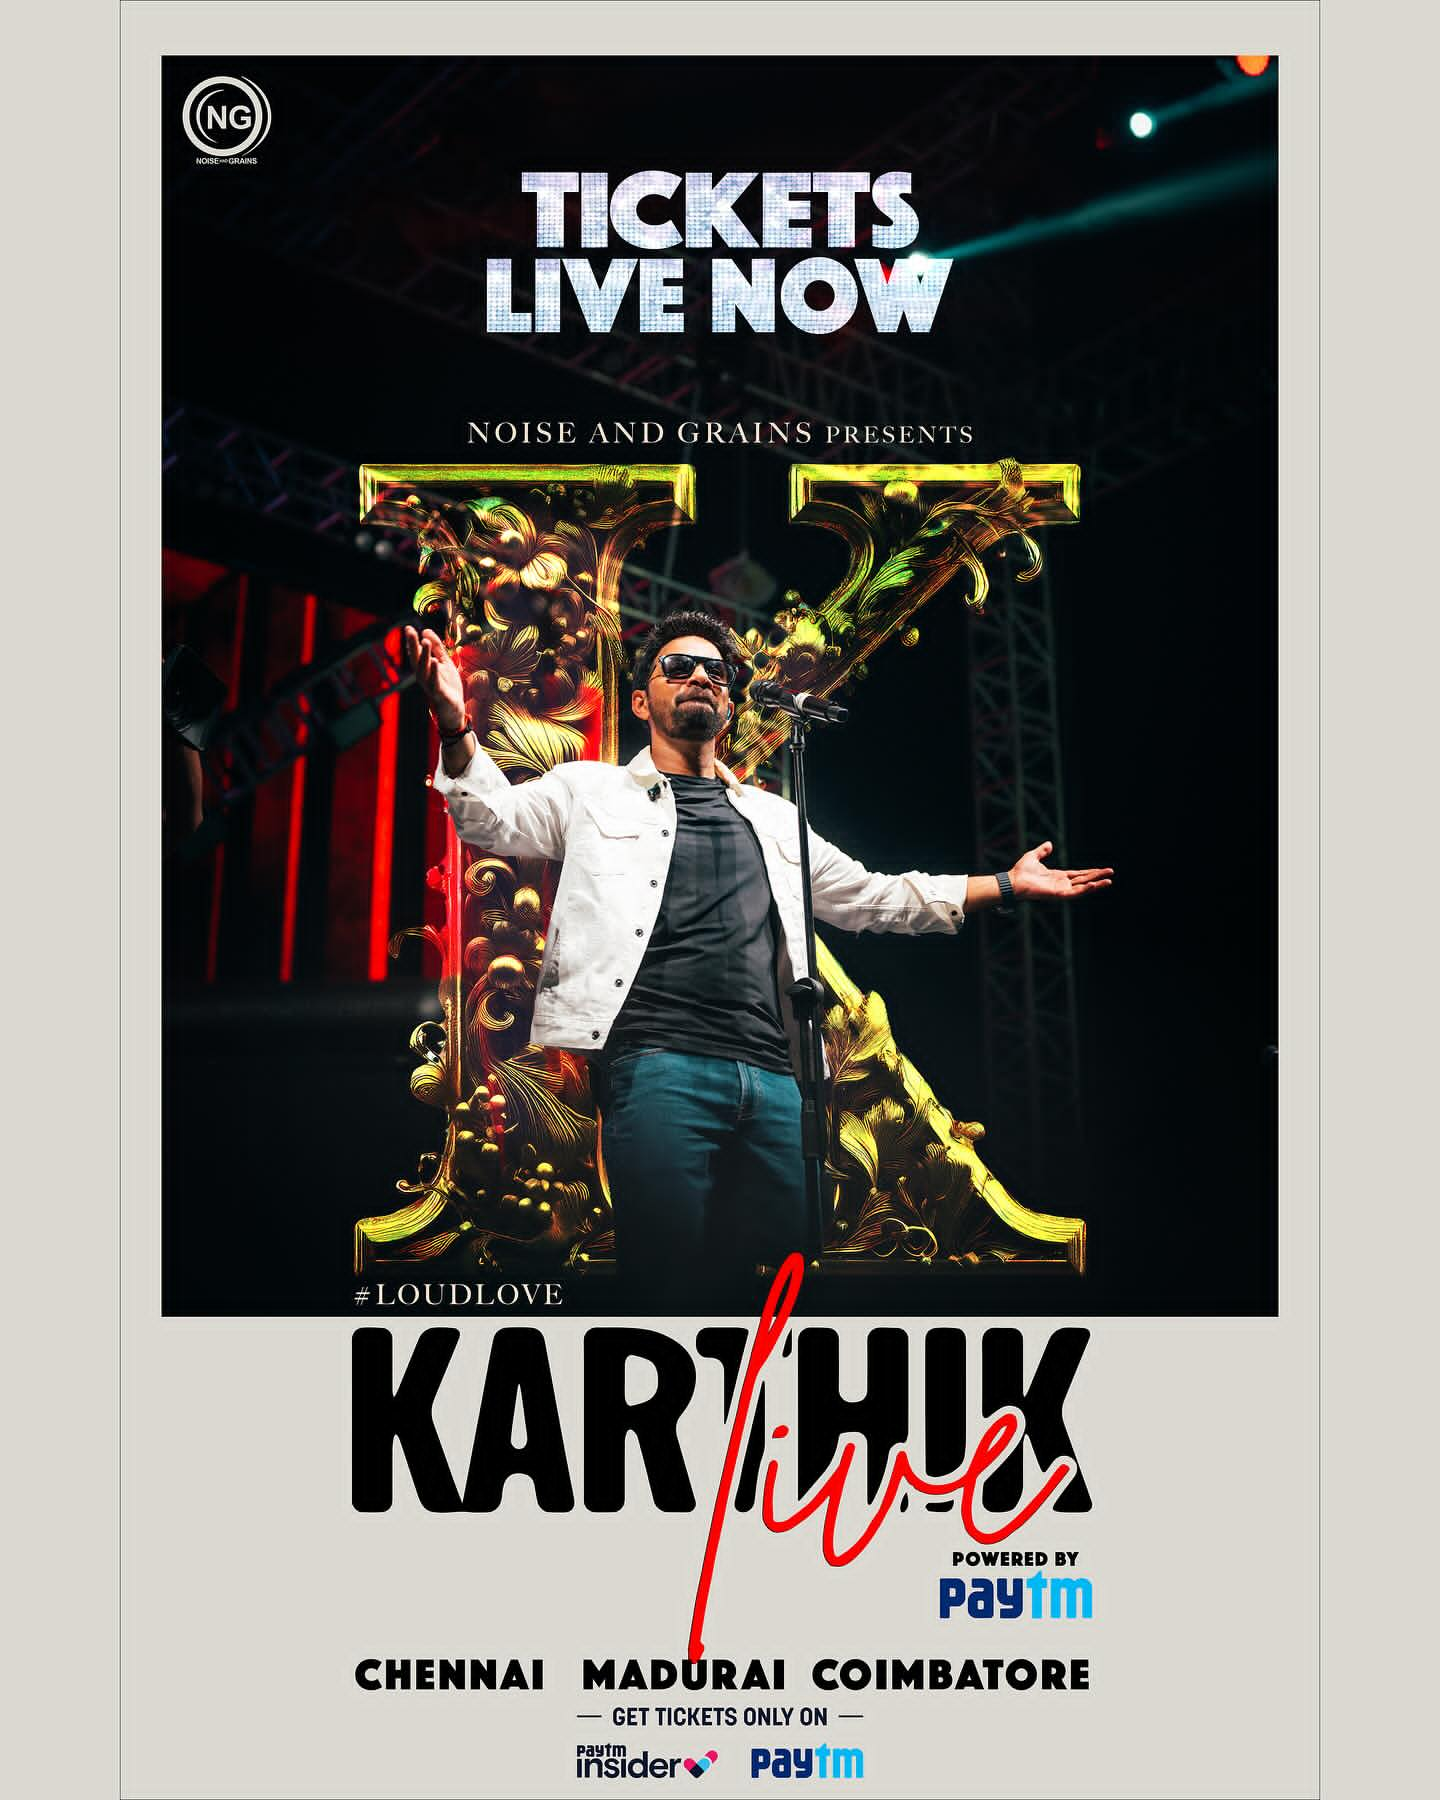 NG
NOISE AND GRAINS
TICKETS
LIVE NOW
NOISE AND GRAINS PRESENTS
K
#LOUDLOVE
KARTHIK
live
POWERED BY
paytm
CHENNAI MADURAI COIMBATORE
— GET TICKETS ONLY ON —
paytm
insider paytm